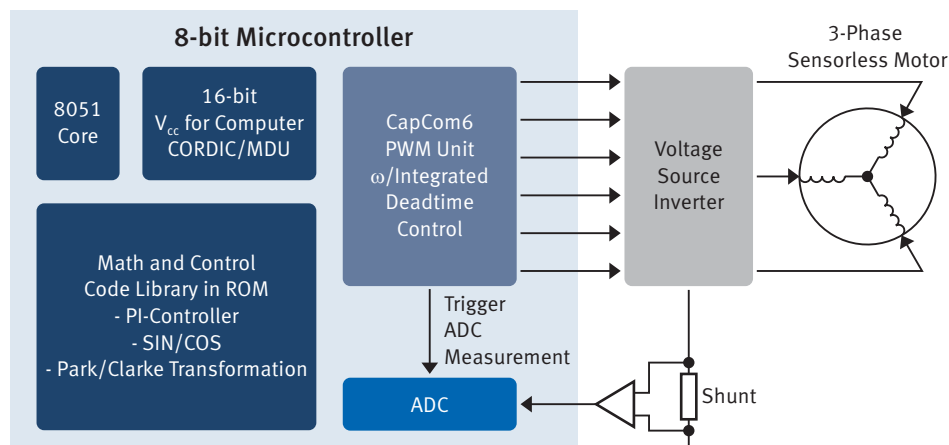 8-bit Microcontroller
8051
Core
16-bit
Vcc for Computer
CORDIC/MDU
CapCom6
PWM Unit
ω/Integrated
Deadtime
Control
Voltage
Source
Inverter
3-Phase
Sensorless Motor
Math and Control
Code Library in ROM
- PI-Controller
- SIN/COS
- Park/Clarke Transformation
Trigger
ADC
Measurement
ADC
Shunt